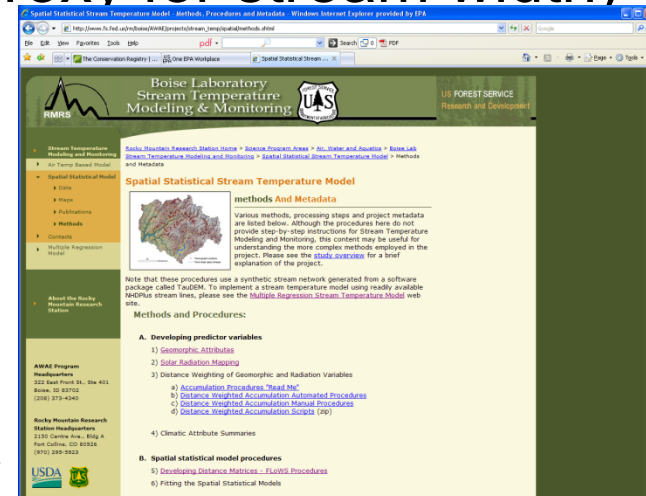 proxy for stream width)
Spatial Statistical Stream Temperature Model - Methods, Procedures and Metadata - Windows Internet Explorer provided by EPA
File Edit View Favorites Tools Help
pdf
Search
PDF
The Conservation Registry | ...
One EPA Workplace
Spatial Statistical Stream ...
Page
Tools
RMRS
Boise Laboratory
Stream Temperature
Modeling & Monitoring
US FOREST SERVICE
Research and Development
Stream Temperature
Modeling and Monitoring
Air Temp Based Model
Spatial Statistical Model
Data
Maps
Publications
Methods
Contacts
Multiple Regression
Model
About the Rocky
Mountain Research
Station
AWAE Program
Headquarters
322 East Front St., Ste 401
Boise, ID 83702
(208) 373-4340
Rocky Mountain Research
Station Headquarters
2150 Centre Ave., Bldg A
Fort Collins, CO 80526
(970) 295-5923
USDA
Rocky Mountain Research Station Home > Science Program Areas > Air, Water and Aquatics > Boise Lab
Stream Temperature Modeling and Monitoring > Spatial Statistical Stream Temperature Model > Methods
and Metadata
Spatial Statistical Stream Temperature Model
methods And Metadata
Various methods, processing steps and project metadata
are listed below. Although the procedures here do not
provide step-by-step instructions for Stream Temperature
Modeling and Monitoring, this content may be useful for
understanding the more complex methods employed in the
project. Please see the study overview for a brief
explanation of the project.
Note that these procedures use a synthetic stream network generated from a software
package called TauDEM. To implement a stream temperature model using readily available
NHDPlus stream lines, please see the Multiple Regression Stream Temperature Model web
site.
Methods and Procedures:
A. Developing predictor variables
1) Geomorphic Attributes
2) Solar Radiation Mapping
3) Distance Weighting of Geomorphic and Radiation Variables
a) Accumulation Procedures "Read Me"
b) Distance Weighted Accumulation Automated Procedures
c) Distance Weighted Accumulation Manual Procedures
d) Distance Weighted Accumulation Scripts (zip)
4) Climatic Attribute Summaries
B. Spatial statistical model procedures
5) Developing Distance Matrices - FLoWS Procedures
6) Fitting the Spatial Statistical Models